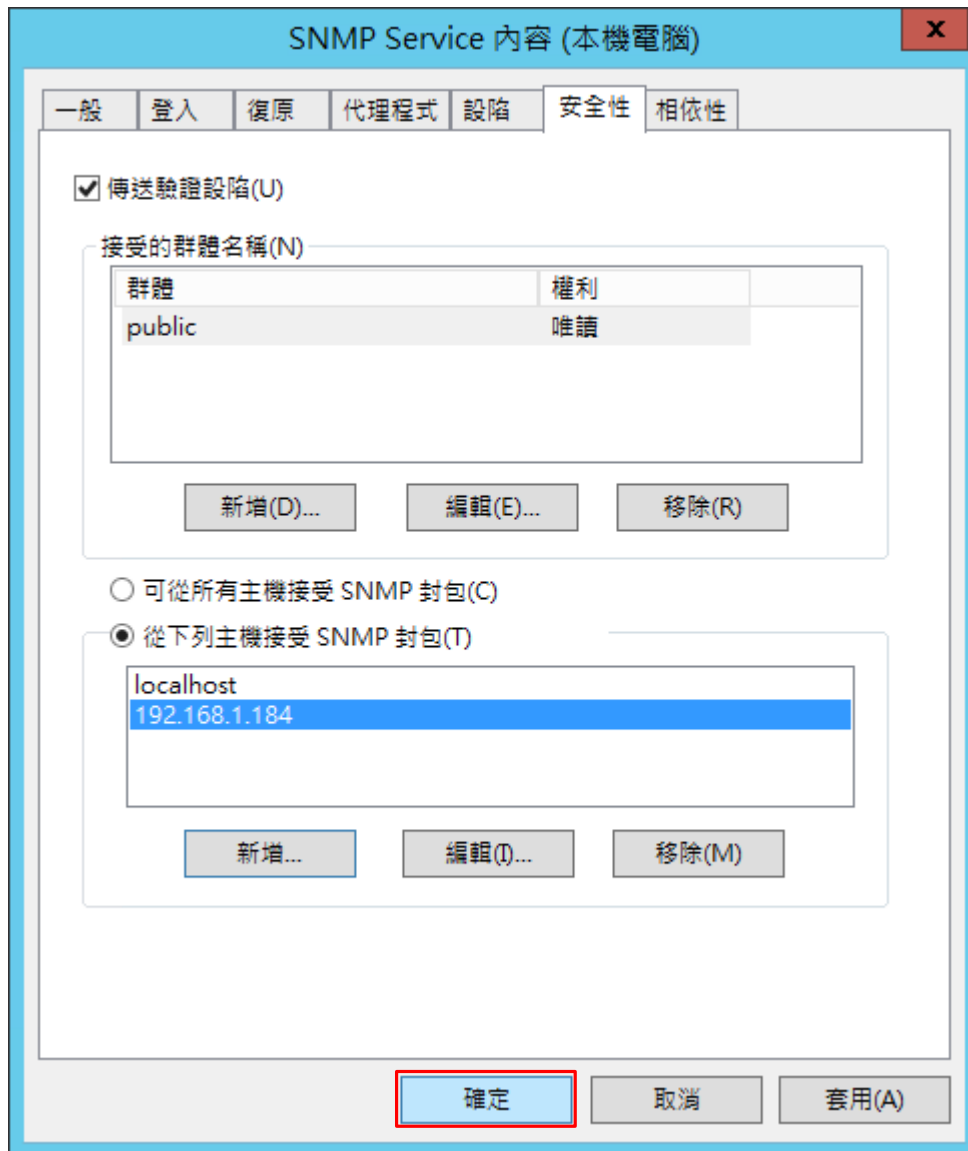 SNMP Service 內容 (本機電腦)
x
一般 登入 復原 代理程式 設陷 安全性 相依性
傳送驗證設陷(U)
接受的群體名稱(N)
群體 權利
public 唯讀
新增(D)... 編輯(E)... 移除(R)
可從所有主機接受 SNMP 封包(C)
從下列主機接受 SNMP 封包(T)
localhost
192.168.1.184
新增... 編輯(I)... 移除(M)
確定 取消 套用(A)